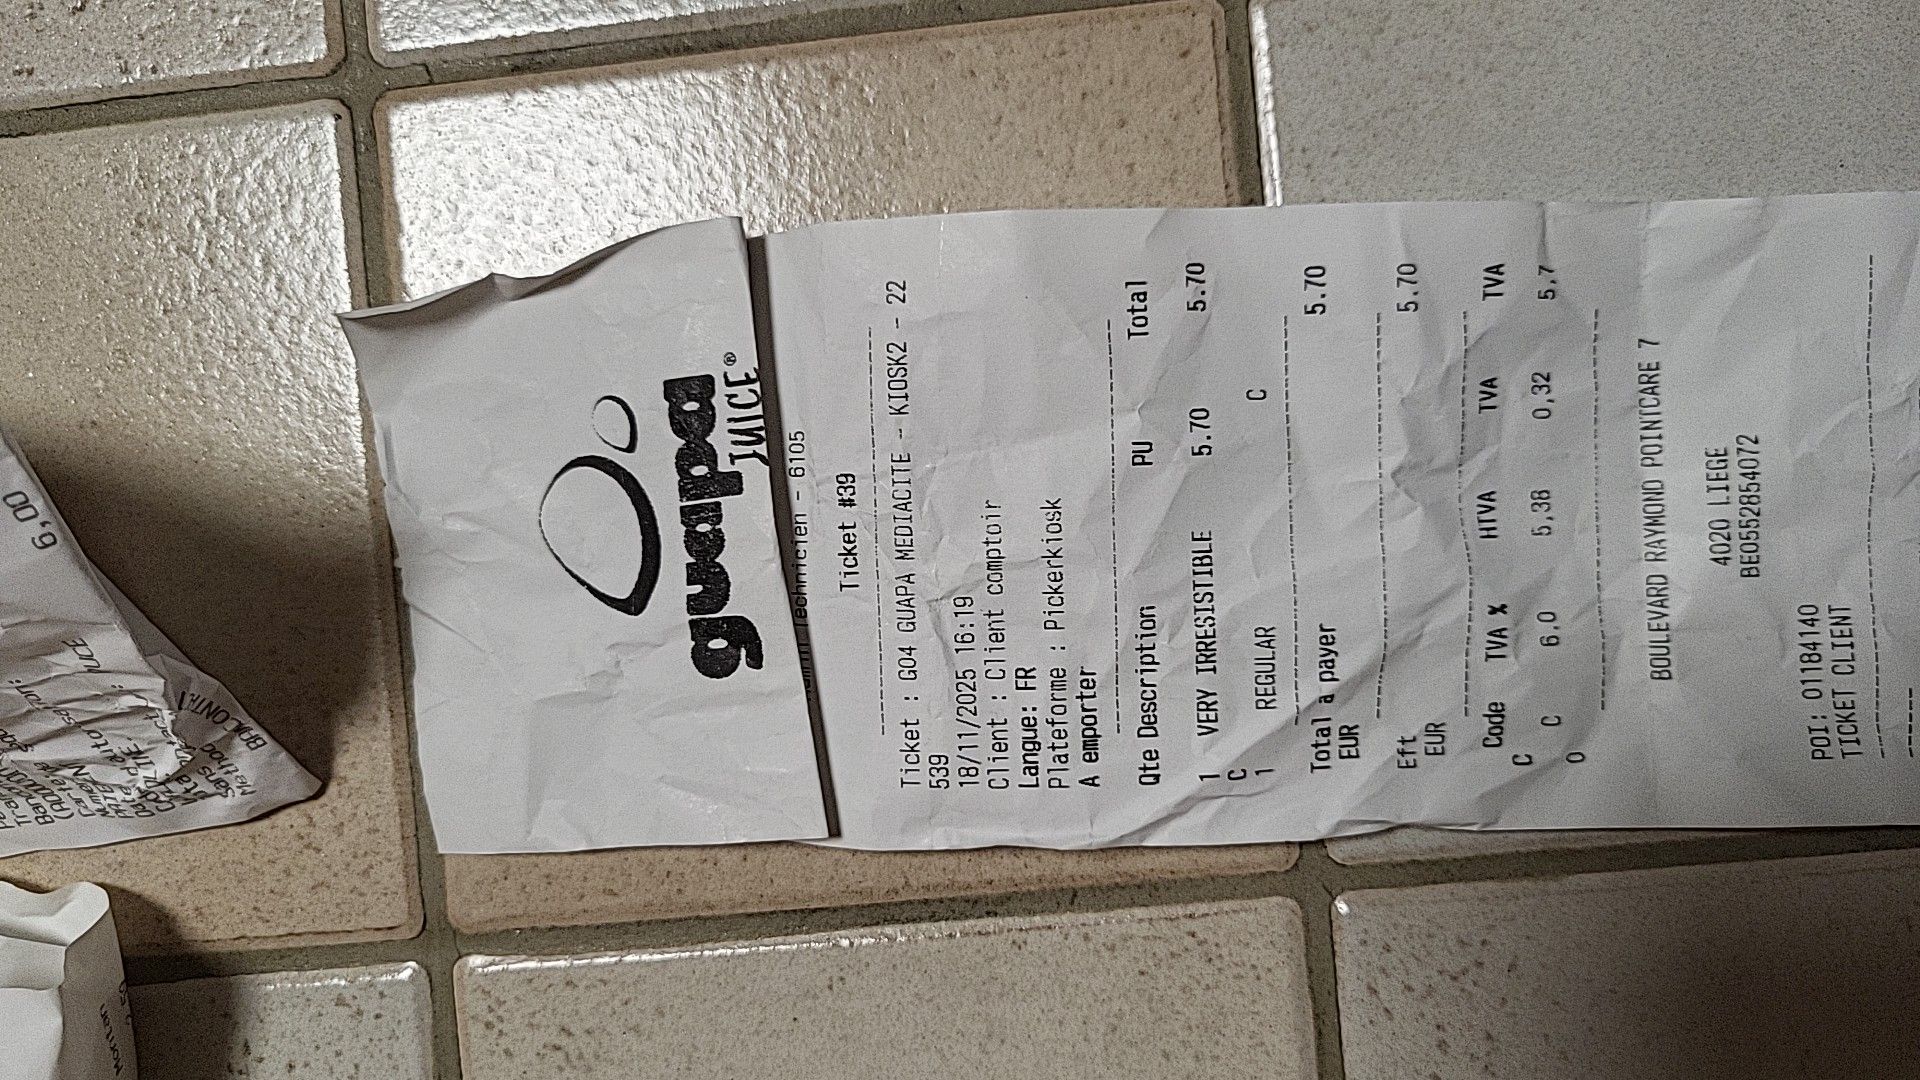 guapa
JUICE®
Technicien - 6105
Ticket #39
Ticket : G04 GUAPA MEDIACITE - KIOSK2 - 22
539
18/11/2025 16:19
Client : Client comptoir
Langue: FR
Plateforme : Pickerkiosk
A emporter
Qte Description PU Total
1 VERY IRRESISTIBLE 5.70 5.70
C
1 REGULAR C
Total a payer 5.70
EUR
Eft 5.70
EUR
Code TVA % HTVA TVA TVA
C
C 6,0 5,38 0,32 5,7
0
BOULEVARD RAYMOND POINTCARE 7
4020 LIEGE
BE0552854072
POI: 01184140
TICKET CLIENT
6,00
JUICE